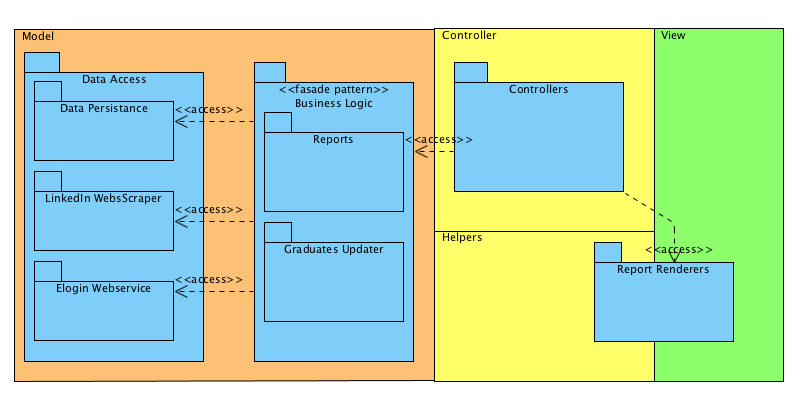 Model
Controller
View
Data Access
Data Persistance
<<access>>
<<fasade pattern>>
Business Logic
Reports
<<access>>
Controllers
LinkedIn WebsScraper
<<access>>
Graduates Updater
Elogin Webservice
<<access>>
Helpers
<<access>>
Report Renderers